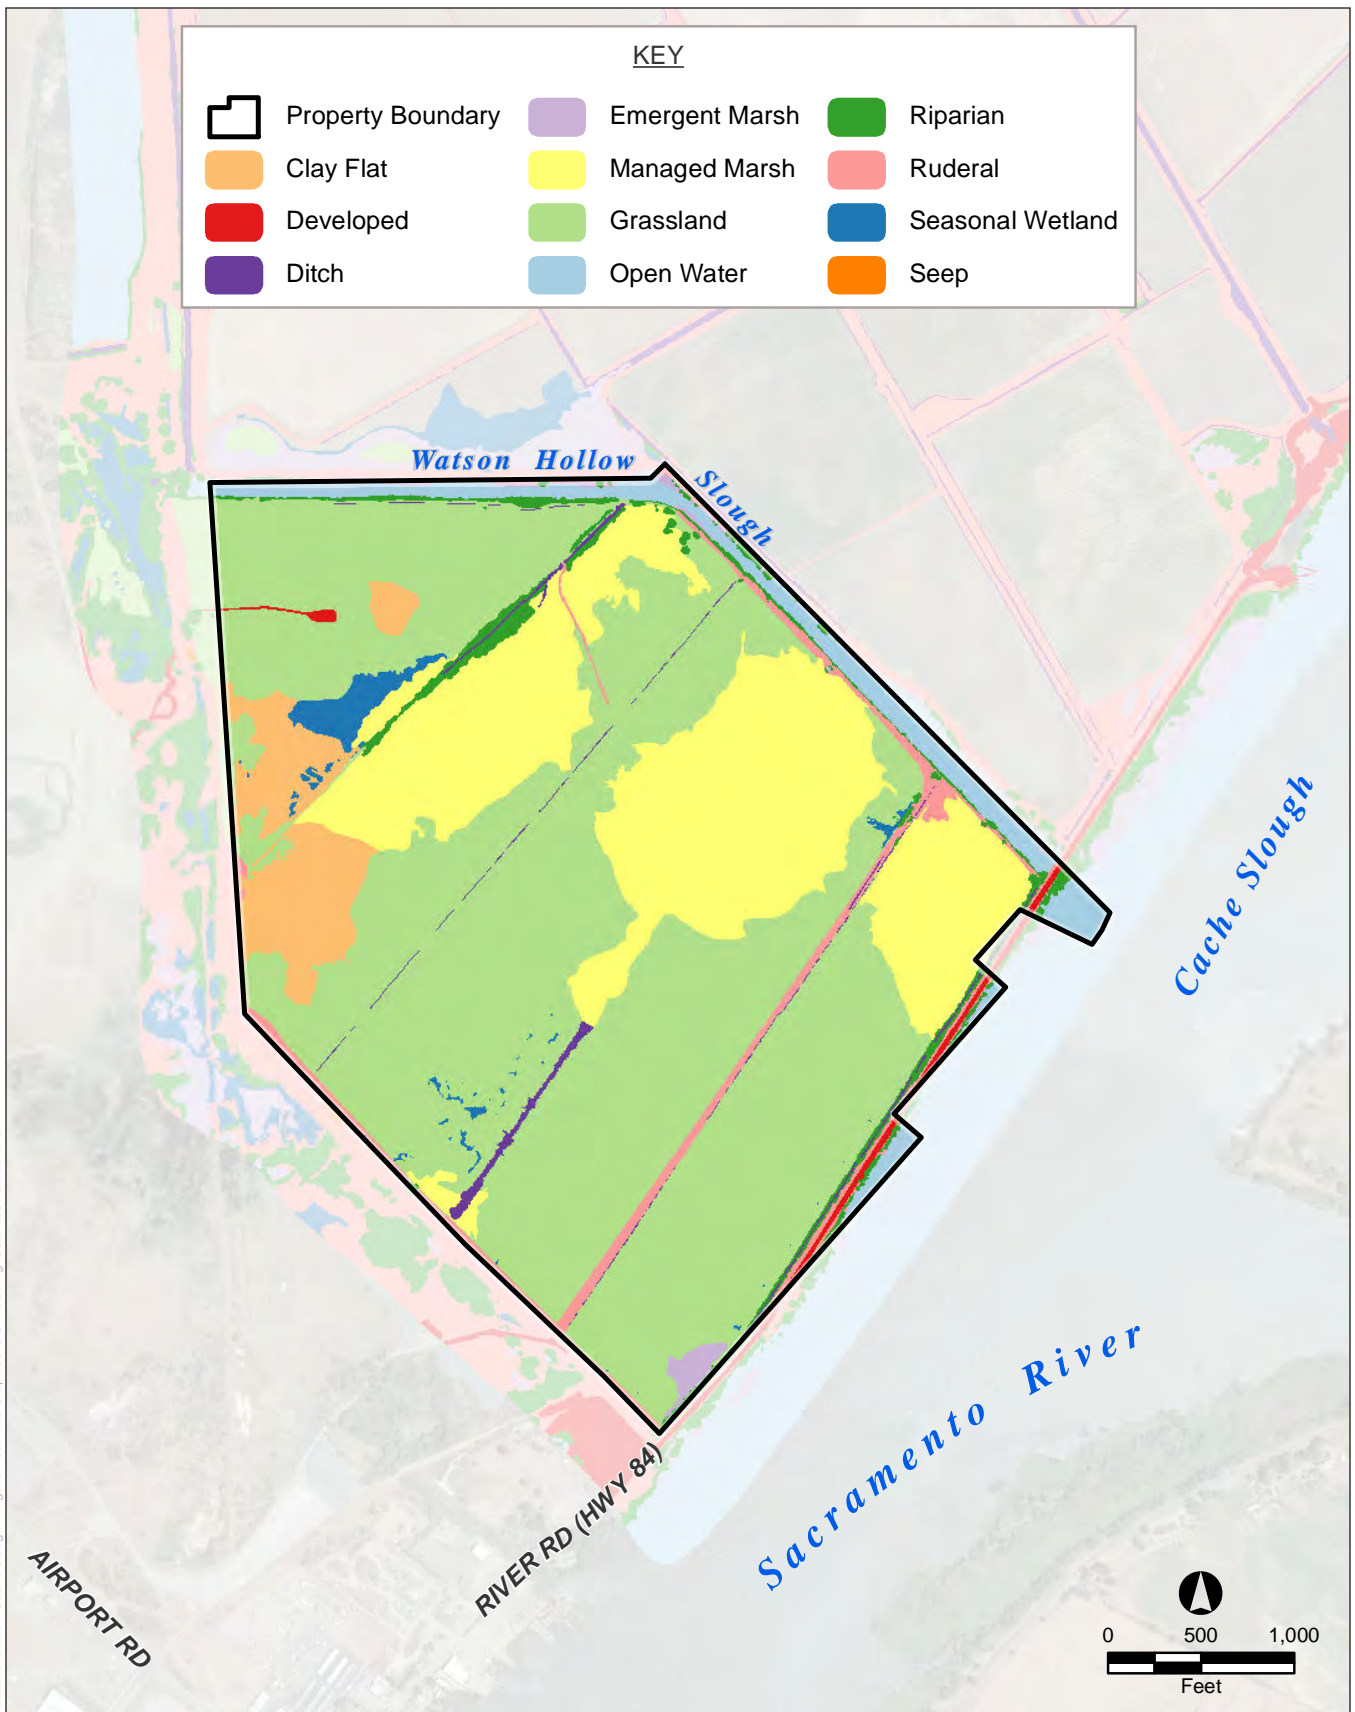 KEY
Property Boundary
Clay Flat
Developed
Ditch
Emergent Marsh
Managed Marsh
Grassland
Open Water
Riparian
Ruderal
Seasonal Wetland
Seep
Watson Hollow
Slough
Cache Slough
Sacramento River
RIVER RD (HWY 84)
AIRPORT RD
0 500 1,000
Feet